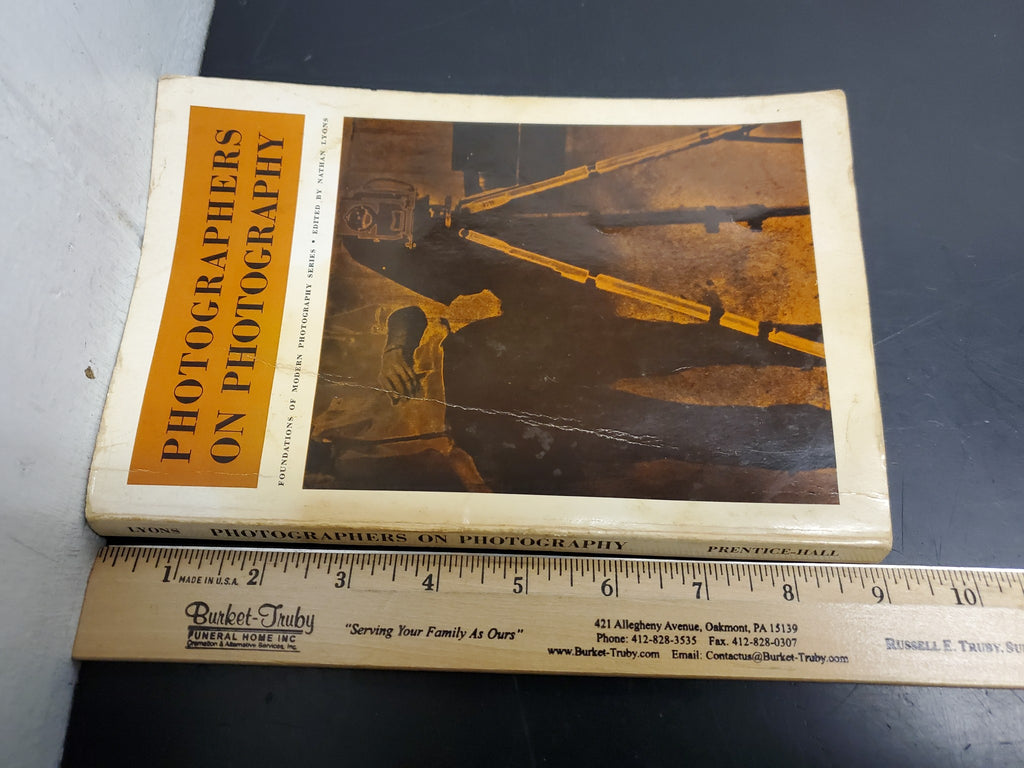 PHOTOGRAPHERS
ON PHOTOGRAPHY
FOUNDATIONS OF MODERN PHOTOGRAPHY SERIES • EDITED BY NATHAN LYONS
LYONS PHOTOGRAPHERS ON PHOTOGRAPHY PRENTICE-HALL
1 2 3 4 5 6 7 8 9 10
MADE IN U.S.A.
Burket-Truby
FUNERAL HOME INC
Cremation & Alternative Services, Inc.
"Serving Your Family As Ours"
421 Allegheny Avenue, Oakmont, PA 15139
Phone: 412-828-3535 Fax. 412-828-0307
www.Burket-Truby.com Email: Contactus@Burket-Truby.com
RUSSELL E. TRUBY, SU